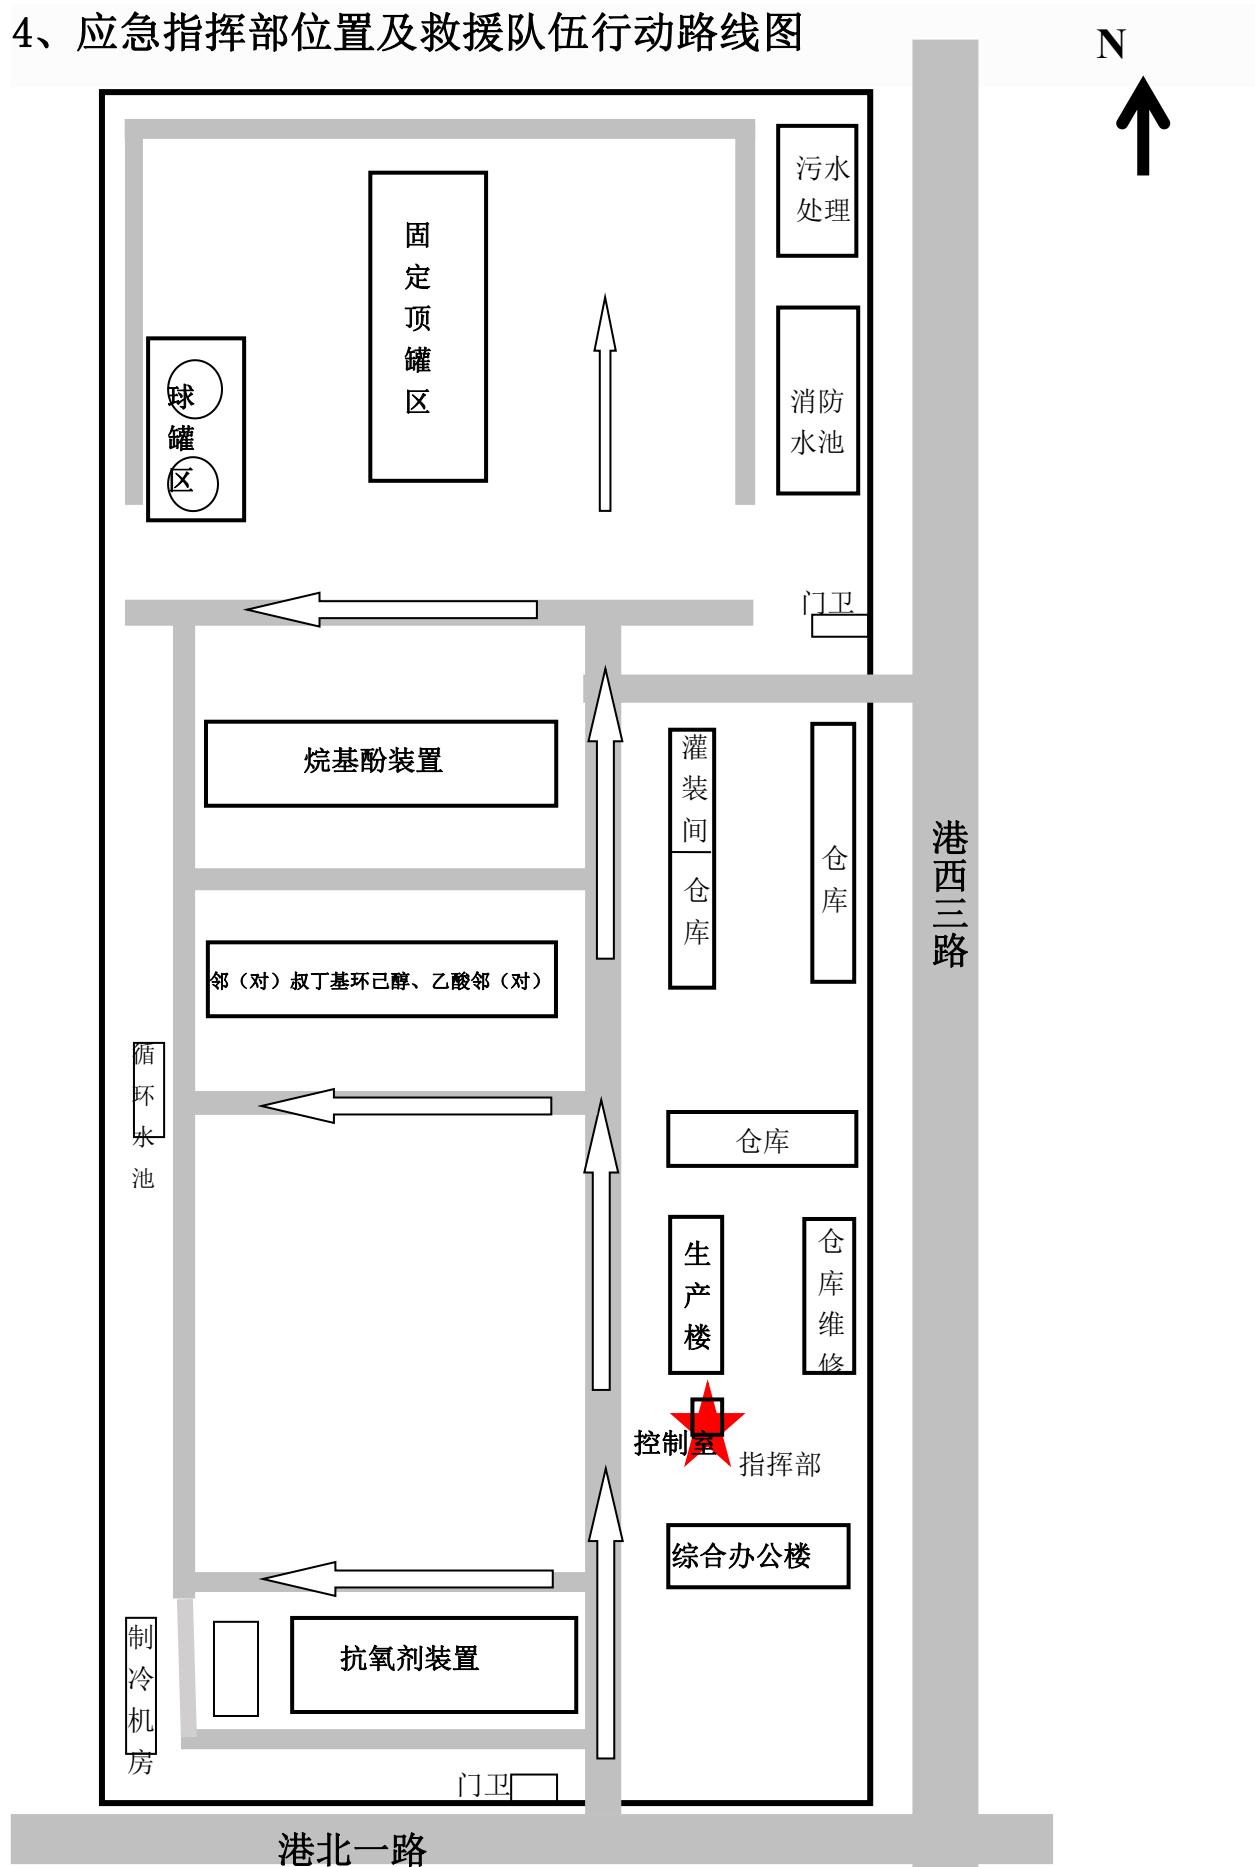 4、应急指挥部位置及救援队伍行动路线图
N
污水
处理
固
定
顶
罐
区
球
罐
区
消防
水池
门卫
烷基酚装置
灌
装
间
仓
库
仓
库
港
西
三
路
邻（对）叔丁基环己醇、乙酸邻（对）
循
环
水
池
仓库
生
产
楼
仓
库
维
修
控制室
指挥部
综合办公楼
抗氧剂装置
制
冷
机
房
门卫
港北一路